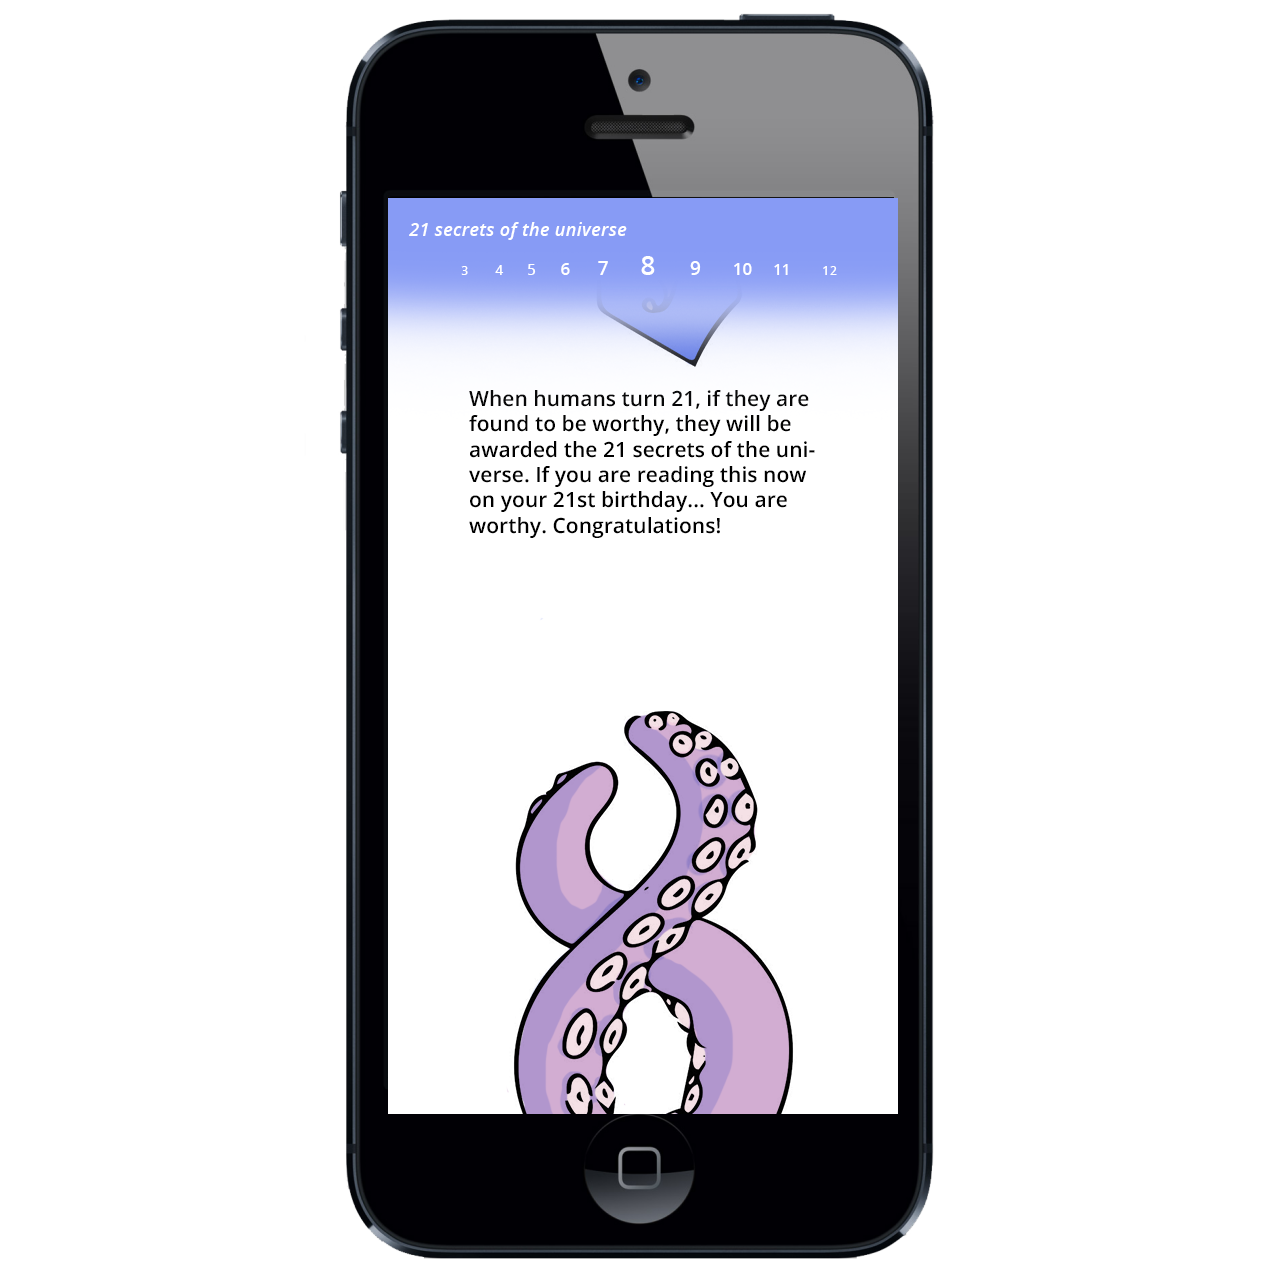 21 secrets of the universe
3 4 5 6 7 8 9 10 11 12
When humans turn 21, if they are
found to be worthy, they will be
awarded the 21 secrets of the uni-
verse. If you are reading this now
on your 21st birthday... You are
worthy. Congratulations!